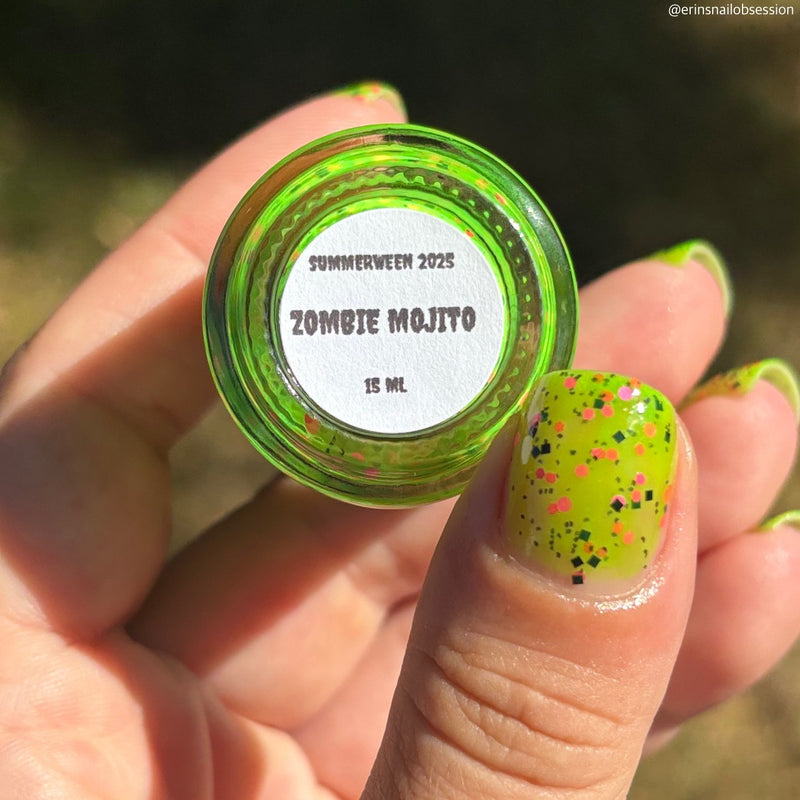 @erinsnailobsession
SUMMERWEEN 2025
ZOMBIE MOJITO
15 ML